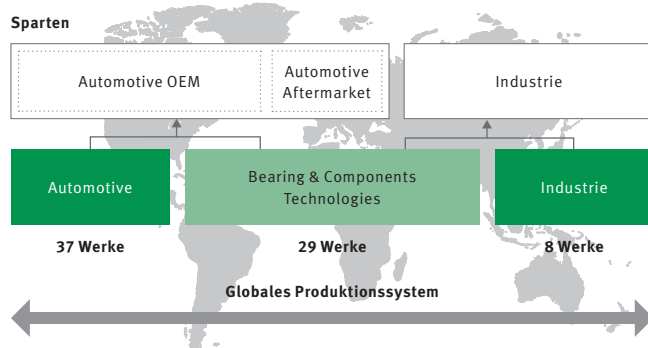 Sparten
Automotive OEM
Automotive
Aftermarket
Industrie
Automotive
Bearing & Components
Technologies
Industrie
37 Werke
29 Werke
8 Werke
Globales Produktionssystem